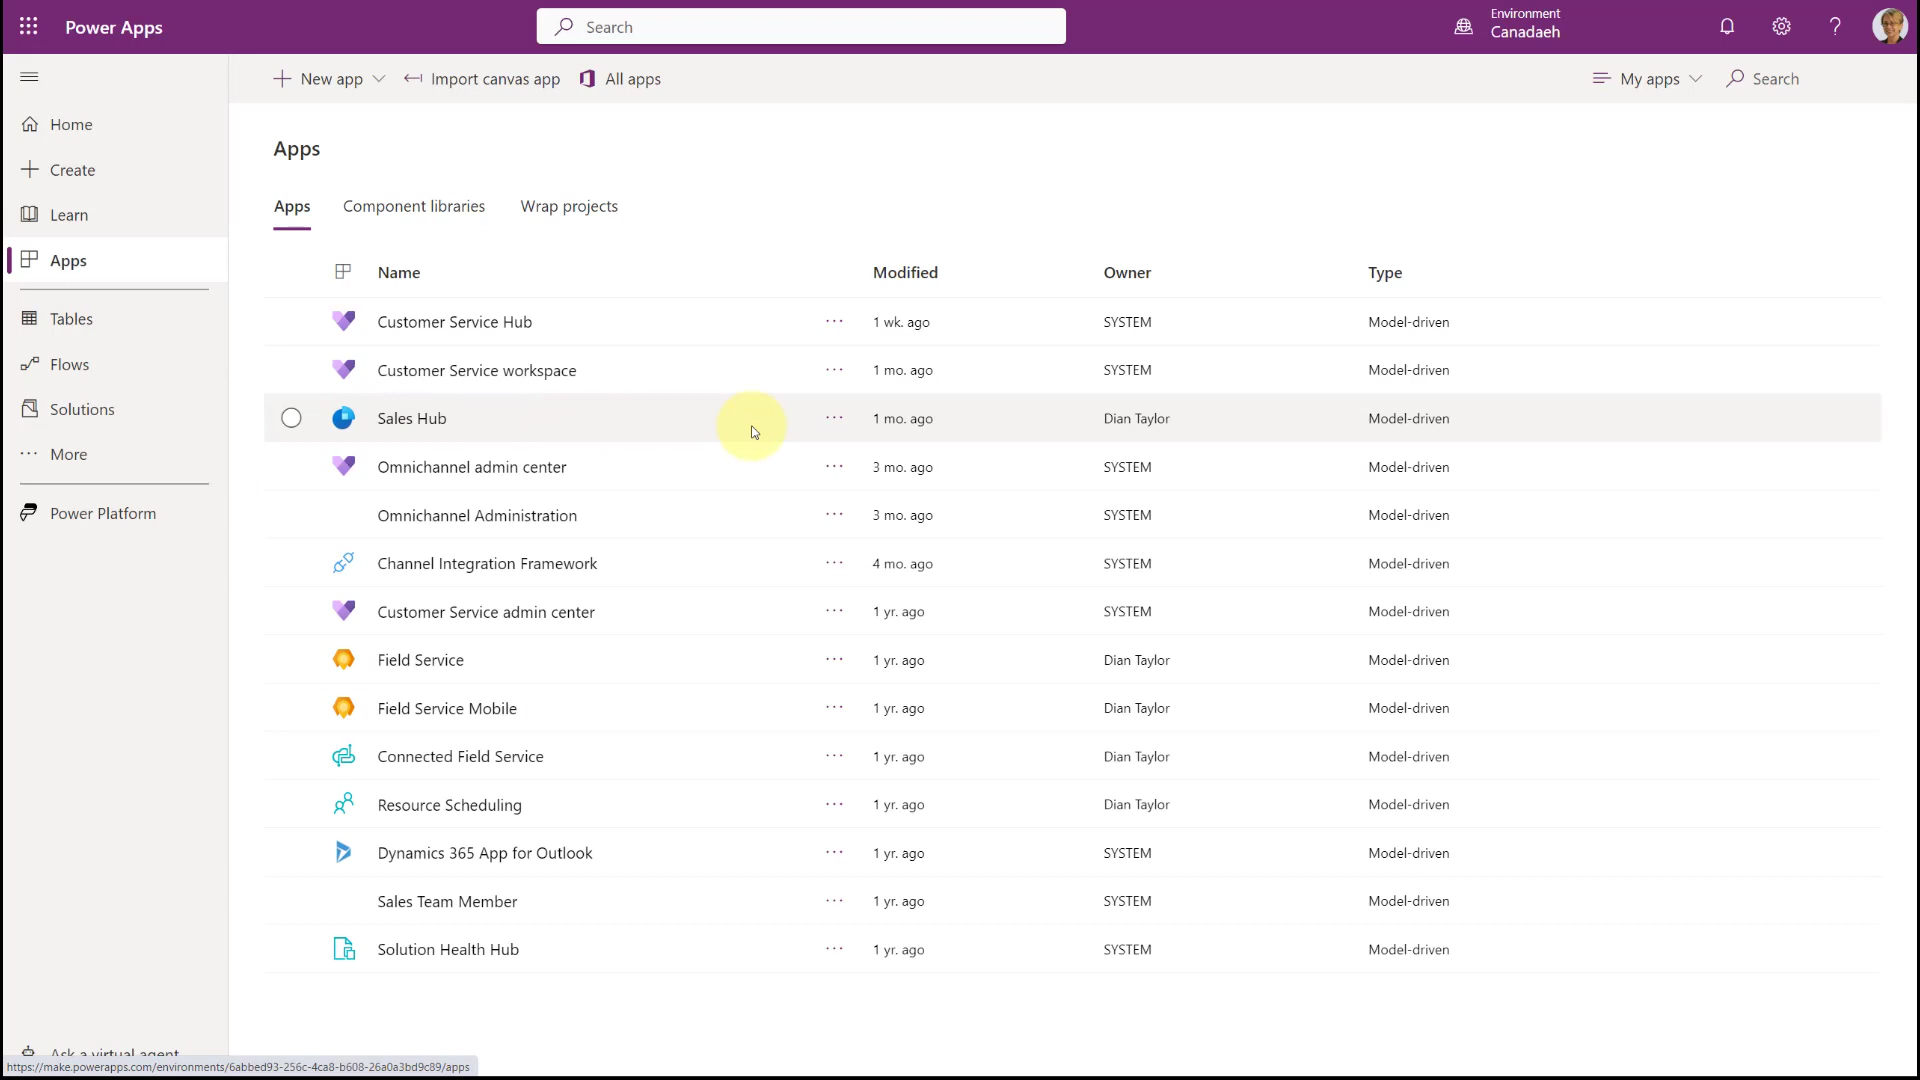 Power Apps
Search
Environment
Canadaeh
New app
Import canvas app
All apps
My apps
Search
Home
Create
Learn
Apps
Tables
Flows
Solutions
More
Power Platform
Ask a virtual agent
Apps
Apps Component libraries Wrap projects
Name Modified Owner Type
Customer Service Hub ... 1 wk. ago SYSTEM Model-driven
Customer Service workspace ... 1 mo. ago SYSTEM Model-driven
Sales Hub ... 1 mo. ago Dian Taylor Model-driven
Omnichannel admin center ... 3 mo. ago SYSTEM Model-driven
Omnichannel Administration ... 3 mo. ago SYSTEM Model-driven
Channel Integration Framework ... 4 mo. ago SYSTEM Model-driven
Customer Service admin center ... 1 yr. ago SYSTEM Model-driven
Field Service ... 1 yr. ago Dian Taylor Model-driven
Field Service Mobile ... 1 yr. ago Dian Taylor Model-driven
Connected Field Service ... 1 yr. ago Dian Taylor Model-driven
Resource Scheduling ... 1 yr. ago Dian Taylor Model-driven
Dynamics 365 App for Outlook ... 1 yr. ago SYSTEM Model-driven
Sales Team Member ... 1 yr. ago SYSTEM Model-driven
Solution Health Hub ... 1 yr. ago SYSTEM Model-driven
https://make.powerapps.com/environments/6abbed93-256c-4ca8-b608-26a0a3bd9c89/apps